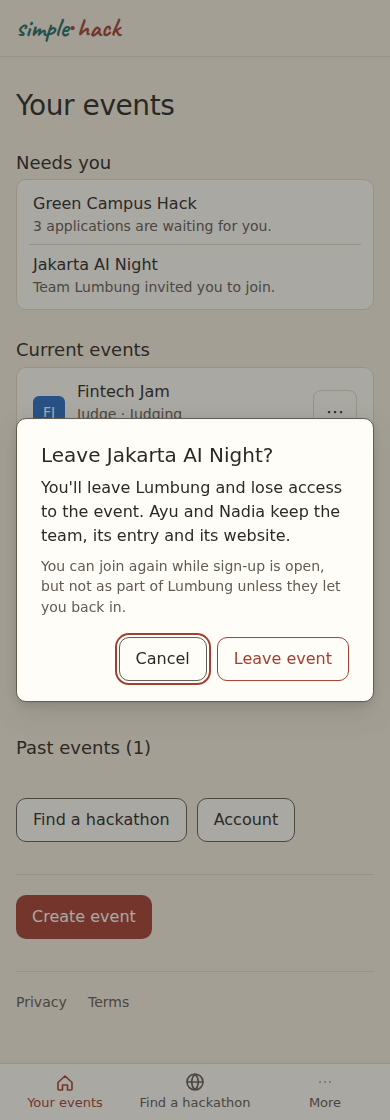 simple·hack
Your events
Needs you
Green Campus Hack
3 applications are waiting for you.
Jakarta AI Night
Team Lumbung invited you to join.
Current events
Fintech Jam
FJ
Judge · Judging
...
Leave Jakarta AI Night?
You'll leave Lumbung and lose access
to the event. Ayu and Nadia keep the
team, its entry and its website.
You can join again while sign-up is open,
but not as part of Lumbung unless they let
you back in.
Cancel
Leave event
Past events (1)
Find a hackathon
Account
Create event
Privacy
Terms
Your events
Find a hackathon
More